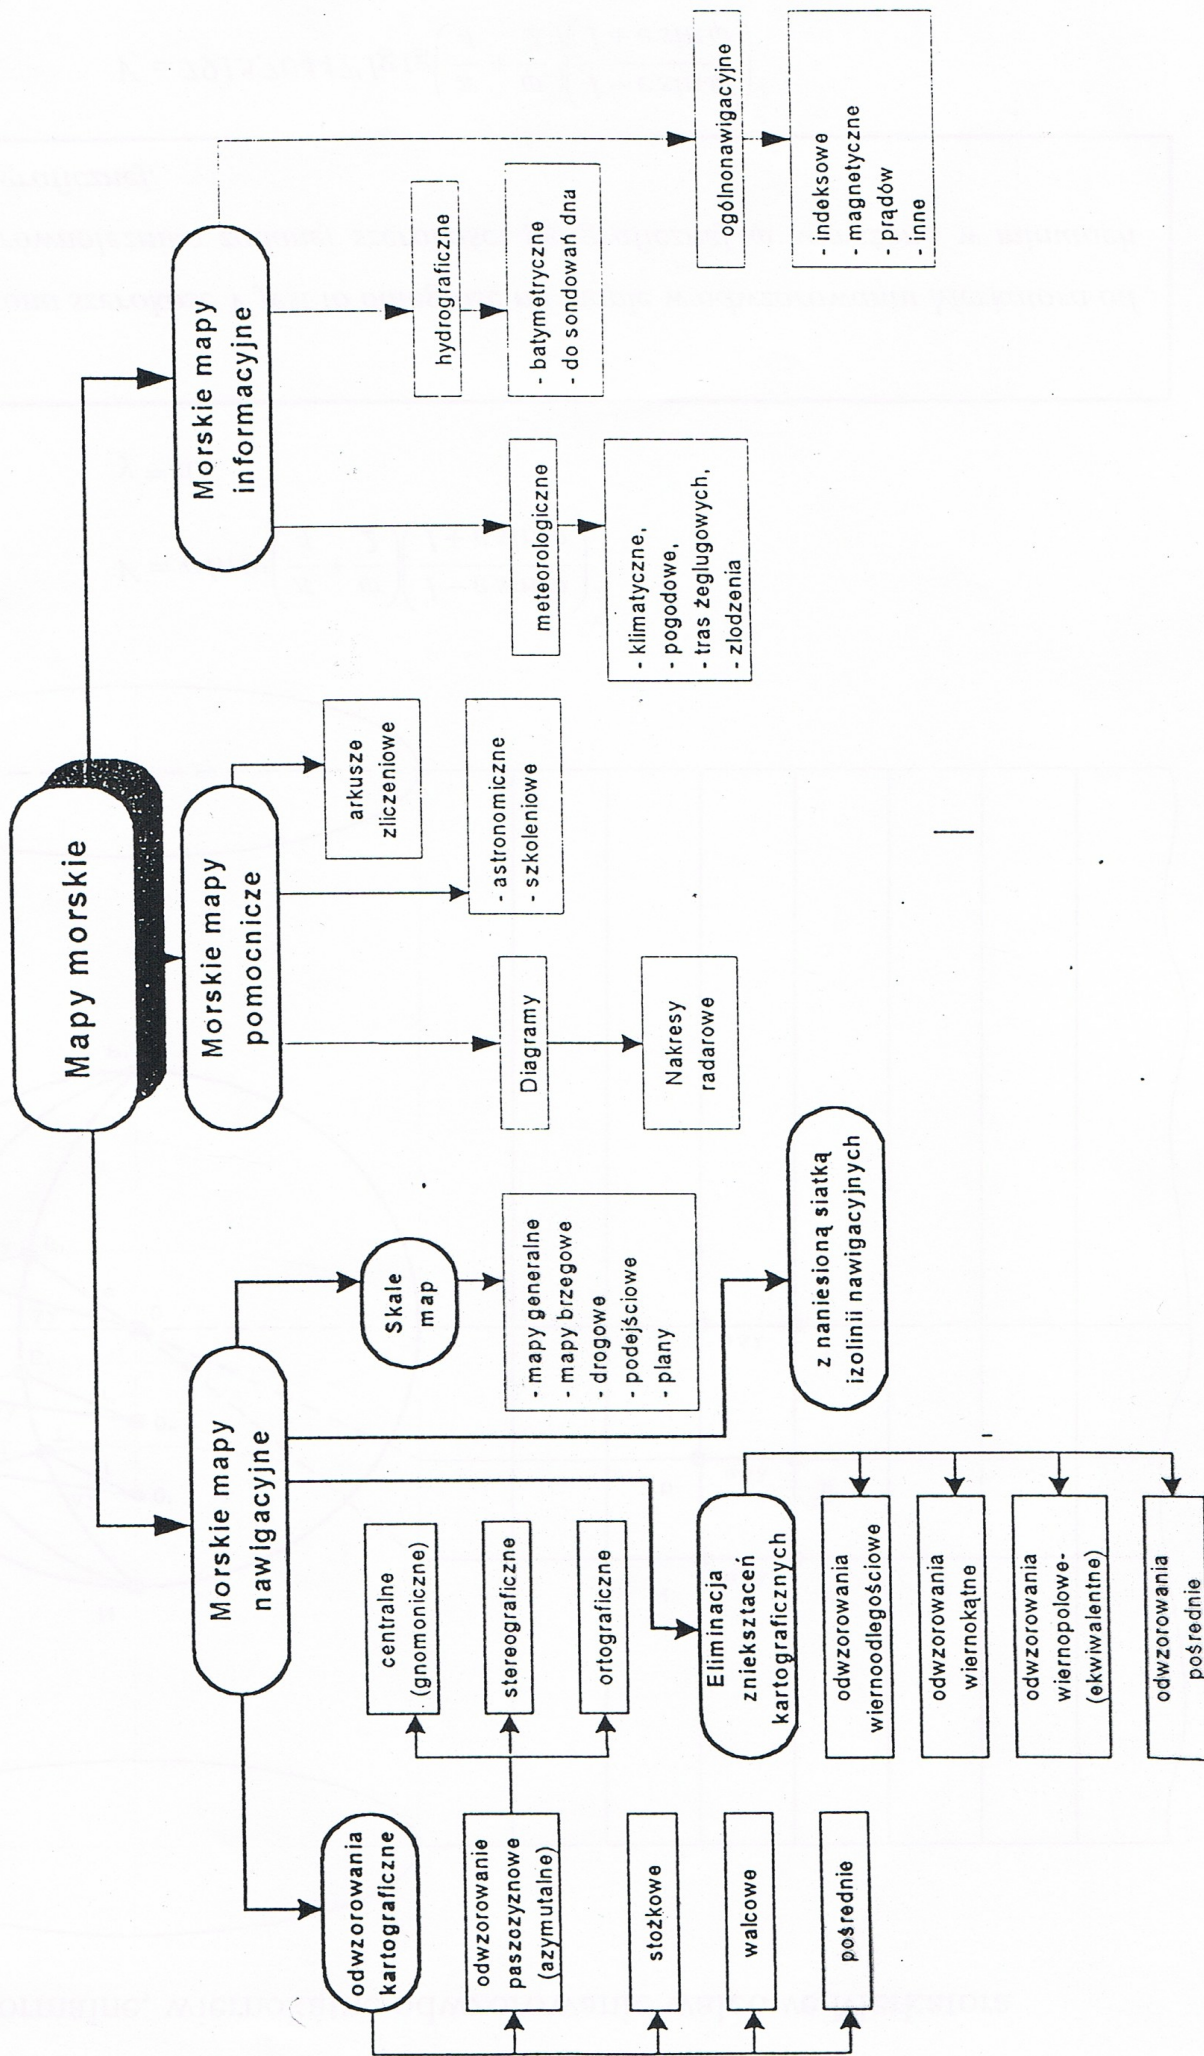 Mapy morskie
Morskie mapy
nawigacyjne
odwzorowania
kartograficzne
odwzorowanie
paszczyznowe
(azymutalne)
centralne
(gnomoniczne)
stereograficzne
ortograficzne
stożkowe
walcowe
pośrednie
Eliminacja
zniekształceń
kartograficznych
odwzorowania
wiernoodległościowe
odwzorowania
wiernokątne
odwzorowania
wiernopolowe-
(ekwiwalentne)
odwzorowania
pośrednie
Skale
map
- mapy generalne
- mapy brzegowe
- drogowe
- podejściowe
- plany
z naniesioną siatką
izolinii nawigacyjnych
Morskie mapy
pomocnicze
Diagramy
Nakresy
radarowe
- astronomiczne
- szkoleniowe
arkusze
zliczeniowe
Morskie mapy
informacyjne
meteorologiczne
- klimatyczne,
- pogodowe,
- tras żeglugowych,
- zlodzenia
hydrograficzne
- batymetryczne
- do sondowań dna
ogólnonawigacyjne
- indeksowe
- magnetyczne
- prądów
- inne